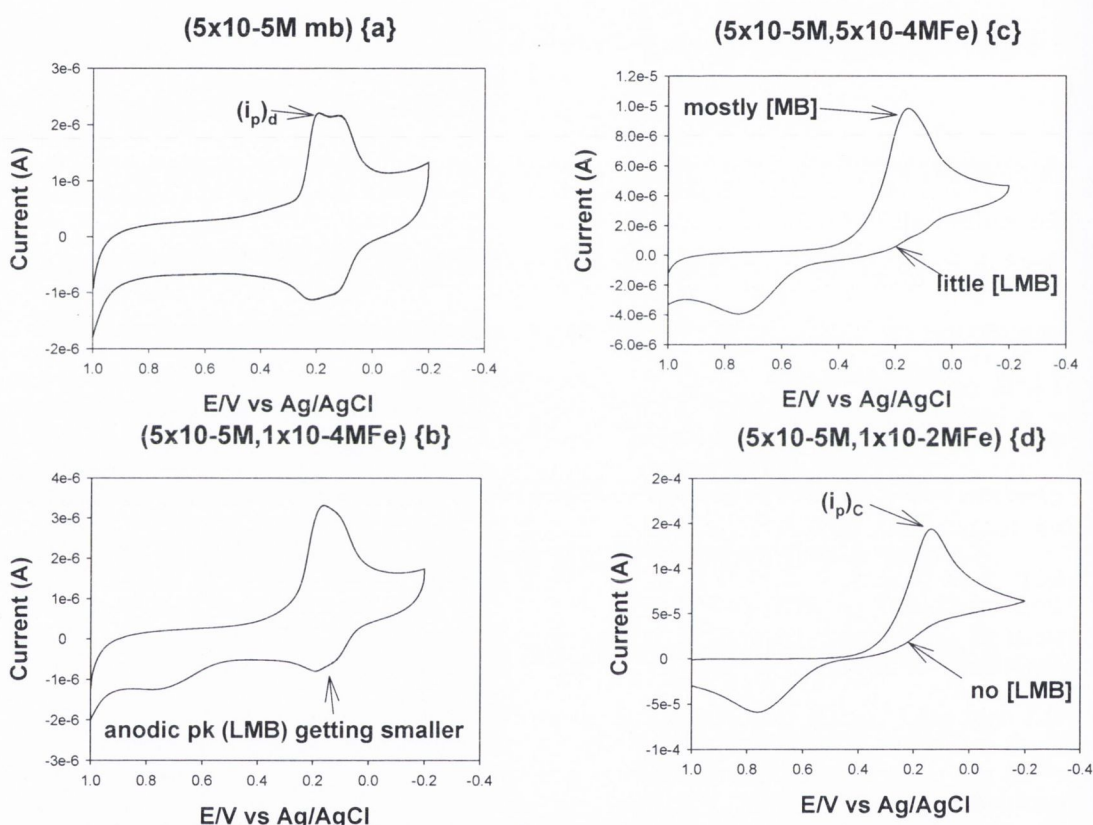 (5x10-5M mb) {a}
3e-6
2e-6
1e-6
0
-1e-6
-2e-6
Current (A)
(i_p)_d
1.0 0.8 0.6 0.4 0.2 0.0 -0.2 -0.4
E/V vs Ag/AgCl
(5x10-5M,5x10-4MFe) {c}
1.2e-5
1.0e-5
8.0e-6
6.0e-6
4.0e-6
2.0e-6
0.0
-2.0e-6
-4.0e-6
-6.0e-6
Current (A)
mostly [MB]
little [LMB]
1.0 0.8 0.6 0.4 0.2 0.0 -0.2 -0.4
E/V vs Ag/AgCl
(5x10-5M,1x10-4MFe) {b}
4e-6
3e-6
2e-6
1e-6
0
-1e-6
-2e-6
-3e-6
Current (A)
anodic pk (LMB) getting smaller
1.0 0.8 0.6 0.4 0.2 0.0 -0.2 -0.4
E/V vs Ag/AgCl
(5x10-5M,1x10-2MFe) {d}
2e-4
2e-4
1e-4
5e-5
0
-5e-5
-1e-4
Current (A)
(i_p)_C
no [LMB]
1.0 0.8 0.6 0.4 0.2 0.0 -0.2 -0.4
E/V vs Ag/AgCl